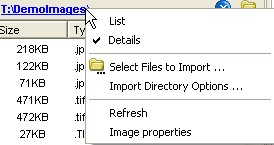 T:\DemoImages\
Size
Ty
List
Details
218KB .jp
122KB .jp
71KB .jp
471KB .tif
472KB .tif
27KB .TI
Select Files to Import ...
Import Directory Options ...
Refresh
Image properties